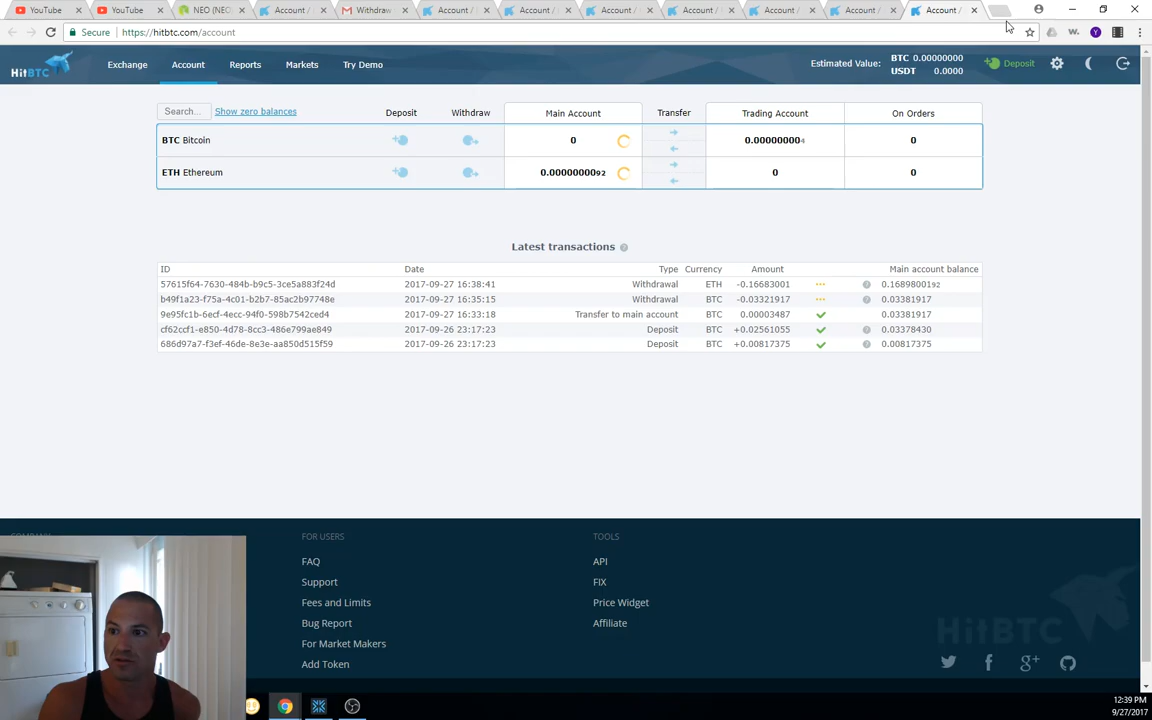 YouTube YouTube NEO (NEO Account / Withdraw Account / Account / Account / Account / Account / Account / Account /
Secure https://hitbtc.com/account
HitBTC Exchange Account Reports Markets Try Demo Estimated Value: BTC 0.00000000 Deposit
USDT 0.0000
Search... Show zero balances Deposit Withdraw Main Account Transfer Trading Account On Orders
BTC Bitcoin 0 0.000000004 0
ETH Ethereum 0.0000000092 0 0
Latest transactions
ID Date Type Currency Amount Main account balance
57615f64-7630-484b-b9c5-3ce5a883f24d 2017-09-27 16:38:41 Withdrawal ETH -0.16683001 0.1689800192
b49f1a23-f75a-4c01-b2b7-85ac2b97748e 2017-09-27 16:35:15 Withdrawal BTC -0.03321917 0.03381917
9e95fc1b-6ecf-4ecc-94f0-598b7542ced4 2017-09-27 16:33:18 Transfer to main account BTC 0.00003487 0.03381917
cf62ccf1-e850-4d78-8cc3-486e799ae849 2017-09-26 23:17:23 Deposit BTC +0.02561055 0.03378430
686d97a7-f3ef-46de-8e3e-aa850d515f59 2017-09-26 23:17:23 Deposit BTC +0.00817375 0.00817375
COMPANY FOR USERS TOOLS
FAQ API
Support FIX
Fees and Limits Price Widget
Bug Report Affiliate
For Market Makers
Add Token
HitBTC
12:39 PM
9/27/2017